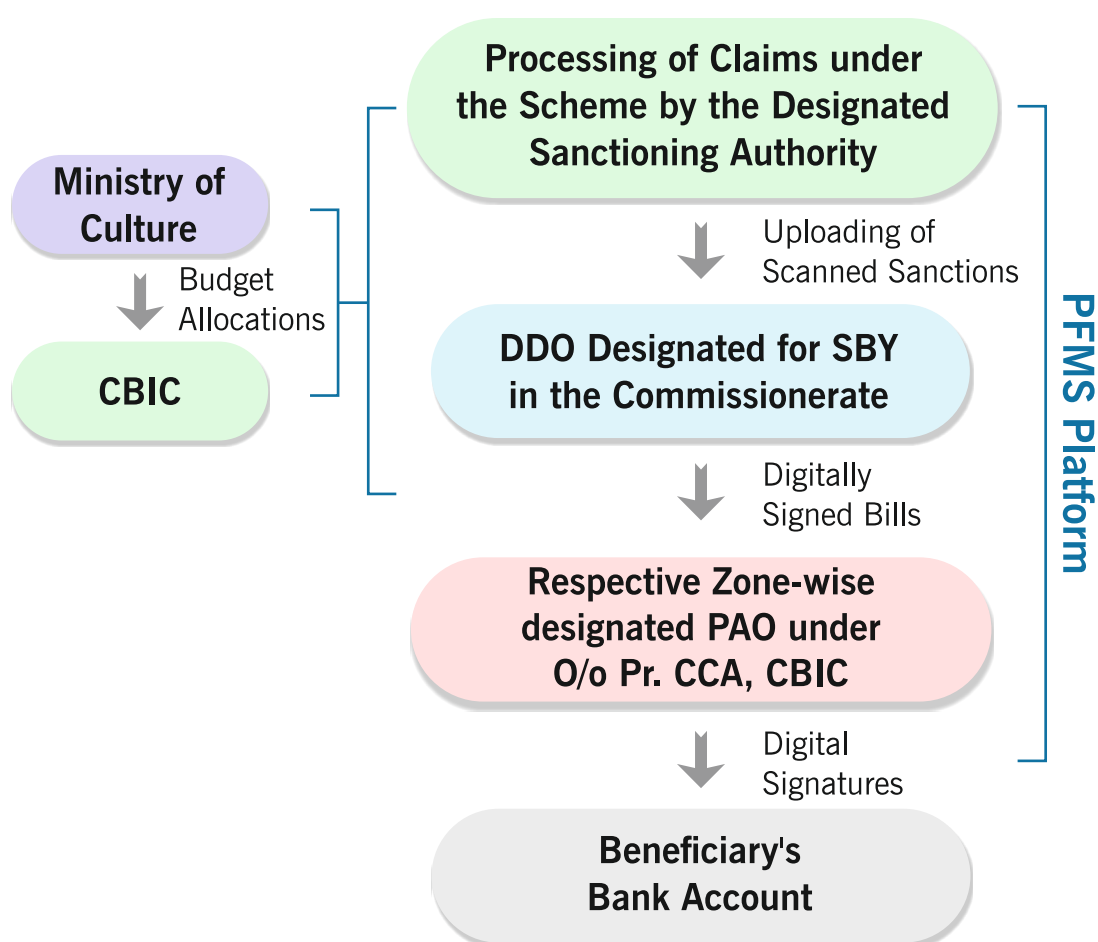 Processing of Claims under
the Scheme by the Designated
Sanctioning Authority
Ministry of
Culture
Budget
Allocations
CBIC
Uploading of
Scanned Sanctions
DDO Designated for SBY
in the Commissionerate
Digitally
Signed Bills
Respective Zone-wise
designated PAO under
O/o Pr. CCA, CBIC
Digital
Signatures
Beneficiary's
Bank Account
PFMS Platform